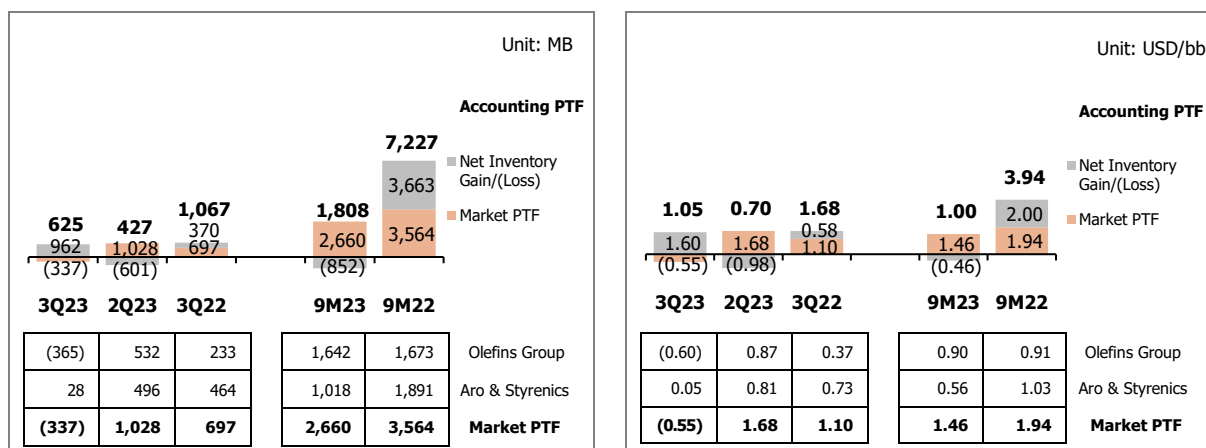 Unit: MB
Accounting PTF
7,227
Net Inventory
Gain/(Loss)
3,663
1,067
625 427 1,808
370
Market PTF
962 1,028 697 2,660 3,564
(337) (601) (852)
3Q23 2Q23 3Q22 9M23 9M22
(365) 532 233 1,642 1,673 Olefins Group
28 496 464 1,018 1,891 Aro & Styrenics
(337) 1,028 697 2,660 3,564 Market PTF
Unit: USD/bb
Accounting PTF
Net Inventory
Gain/(Loss)
3.94
1.05 0.70 1.68 1.00 2.00
Market PTF
0.58
1.60 1.68 1.10 1.46 1.94
(0.55) (0.98) (0.46)
3Q23 2Q23 3Q22 9M23 9M22
(0.60) 0.87 0.37 0.90 0.91 Olefins Group
0.05 0.81 0.73 0.56 1.03 Aro & Styrenics
(0.55) 1.68 1.10 1.46 1.94 Market PTF